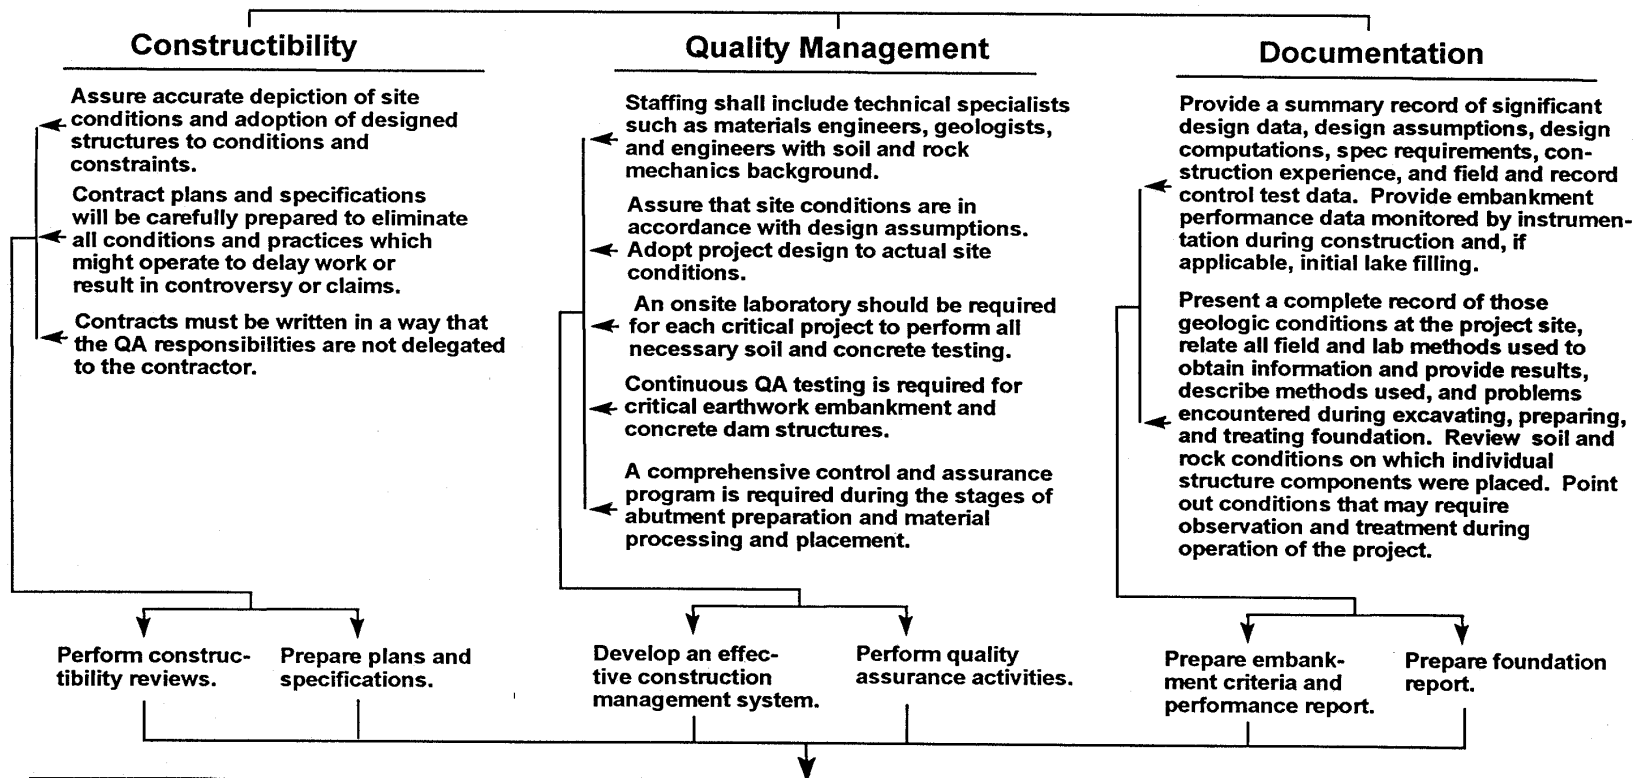 Constructibility
Assure accurate depiction of site
conditions and adoption of designed
structures to conditions and
constraints.
Contract plans and specifications
will be carefully prepared to eliminate
all conditions and practices which
might operate to delay work or
result in controversy or claims.
Contracts must be written in a way that
the QA responsibilities are not delegated
to the contractor.
Perform construc-
tibility reviews.
Prepare plans and
specifications.
Quality Management
Staffing shall include technical specialists
such as materials engineers, geologists,
and engineers with soil and rock
mechanics background.
Assure that site conditions are in
accordance with design assumptions.
Adopt project design to actual site
conditions.
An onsite laboratory should be required
for each critical project to perform all
necessary soil and concrete testing.
Continuous QA testing is required for
critical earthwork embankment and
concrete dam structures.
A comprehensive control and assurance
program is required during the stages of
abutment preparation and material
processing and placement.
Develop an effec-
tive construction
management system.
Perform quality
assurance activities.
Documentation
Provide a summary record of significant
design data, design assumptions, design
computations, spec requirements, con-
struction experience, and field and record
control test data.  Provide embankment
performance data monitored by instrumen-
tation during construction and, if
applicable, initial lake filling.
Present a complete record of those
geologic conditions at the project site,
relate all field and lab methods used to
obtain information and provide results,
describe methods used, and problems
encountered during excavating, preparing,
and treating foundation.  Review soil and
rock conditions on which individual
structure components were placed.  Point
out conditions that may require
observation and treatment during
operation of the project.
Prepare embank-
ment criteria and
performance report.
Prepare foundation
report.